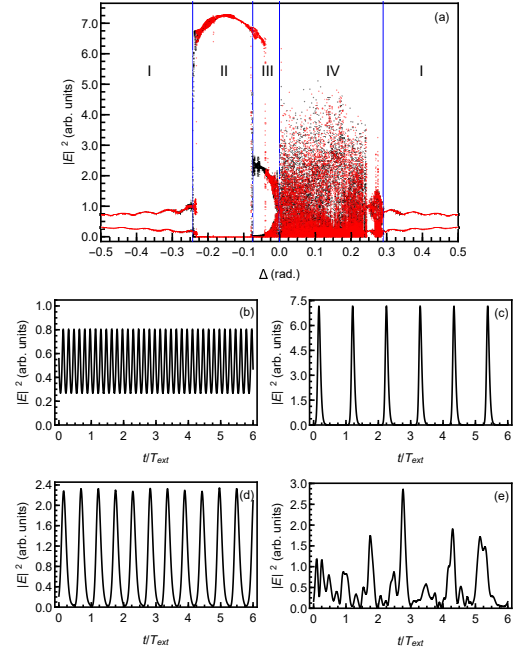 (a)
|E| ² (arb. units)
7.0
6.0
5.0
4.0
3.0
2.0
1.0
0.0
I II III IV I
-0.5 -0.4 -0.3 -0.2 -0.1 0.0 0.1 0.2 0.3 0.4 0.5
Δ (rad.)
(b)
|E| ² (arb. units)
1.0
0.8
0.6
0.4
0.2
0.0
0 1 2 3 4 5 6
t/Text
(c)
|E| ² (arb. units)
7.5
6.0
4.5
3.0
1.5
0.0
0 1 2 3 4 5 6
t/Text
(d)
|E| ² (arb. units)
2.4
2.0
1.6
1.2
0.8
0.4
0.0
0 1 2 3 4 5 6
t/Text
(e)
|E| ² (arb. units)
3.0
2.5
2.0
1.5
1.0
0.5
0.0
0 1 2 3 4 5 6
t/Text